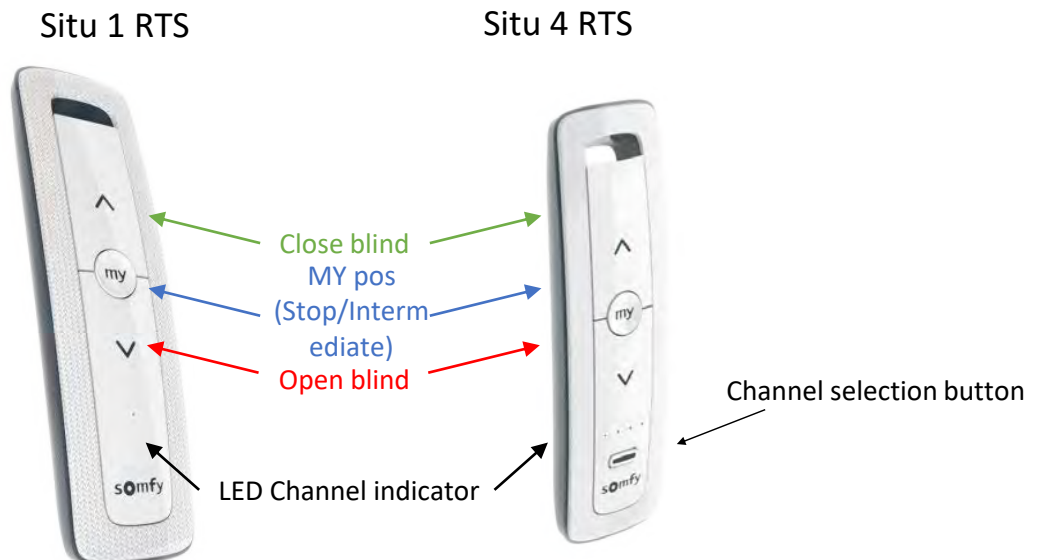 Situ 1 RTS
Situ 4 RTS
Close blind
MY pos
(Stop/Interm
ediate)
Open blind
my
my
Channel selection button
LED Channel indicator
somfy
somfy